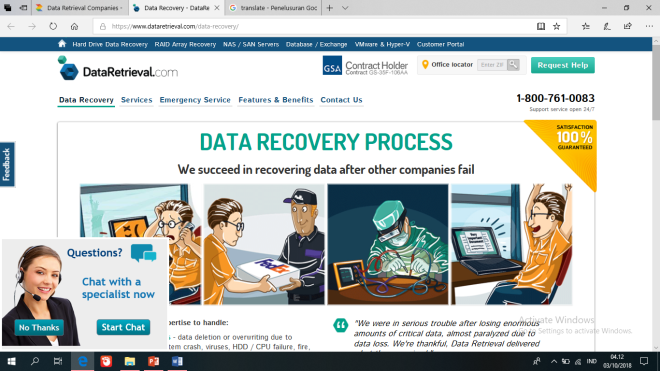 Data Retrieval Companies -
Data Recovery - DataRe
translate - Penelusuran Goo
https://www.dataretrieval.com/data-recovery/
Hard Drive Data Recovery RAID Array Recovery NAS / SAN Servers Database / Exchange VMware & Hyper-V Customer Portal
DataRetrieval.com
GSA Contract Holder
Contract GS-35F-106AA
Office locator
Enter ZIP
Request Help
Data Recovery Services Emergency Service Features & Benefits Contact Us
1-800-761-0083
Support service open 24/7
Feedback
SATISFACTION
100%
GUARANTEED
DATA RECOVERY PROCESS
We succeed in recovering data after other companies fail
FedEx
Very
Important
Document
Questions?
Chat with a
specialist now
No Thanks
Start Chat
pertise to handle:
- data deletion or overwriting due to
tem crash, viruses, HDD / CPU failure, fire,
"We were in serious trouble after losing enormous
amounts of critical data, almost paralyzed due to
data loss. We're thankful, Data Retrieval delivered
Activate Windows
Settings to activate Windows.
IND
04.12
03/10/2018